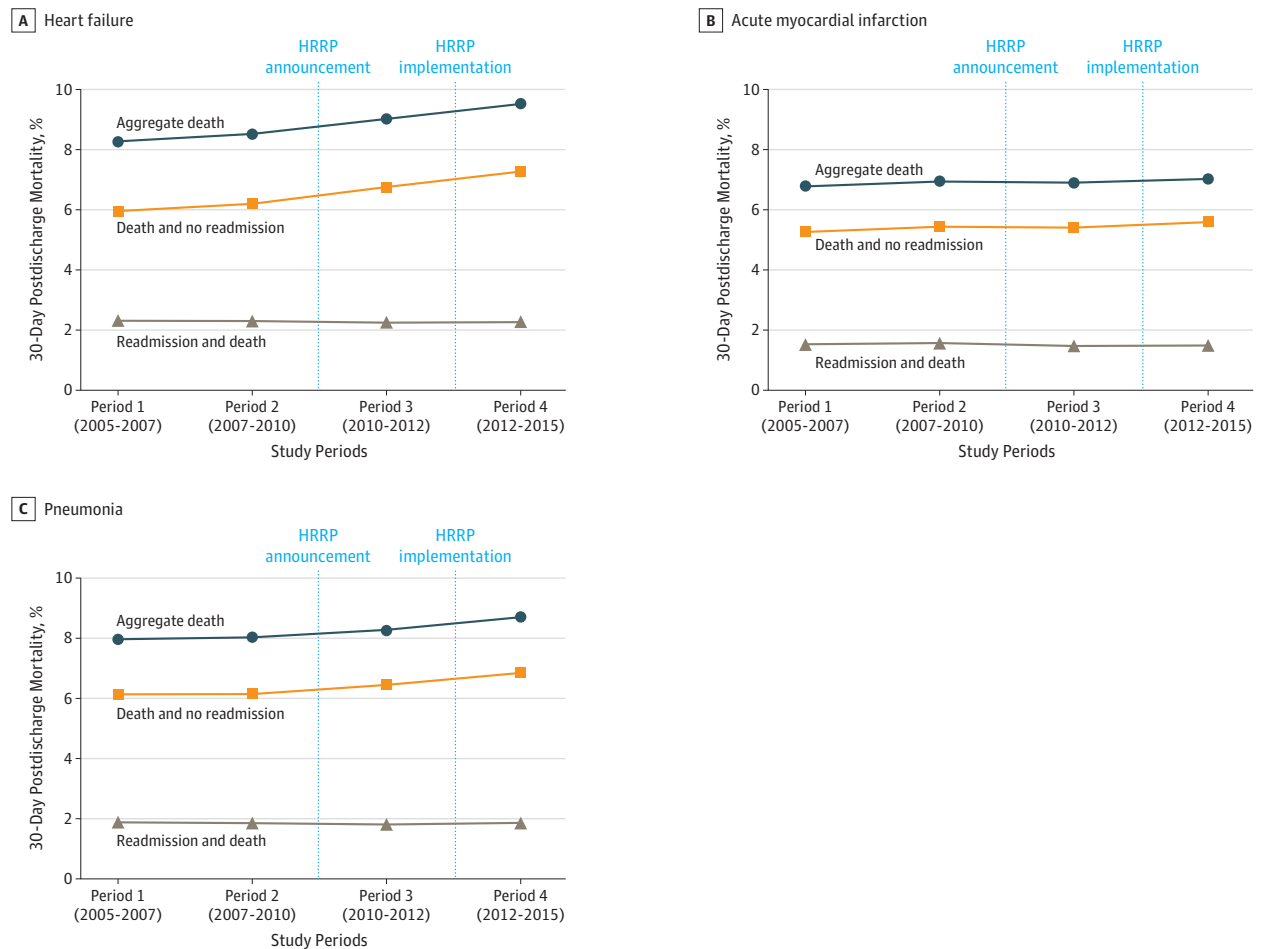 A Heart failure
HRRP announcement
HRRP implementation
30-Day Postdischarge Mortality, %
10
8
6
4
2
0
Aggregate death
Death and no readmission
Readmission and death
Period 1 (2005-2007)
Period 2 (2007-2010)
Period 3 (2010-2012)
Period 4 (2012-2015)
Study Periods
B Acute myocardial infarction
HRRP announcement
HRRP implementation
30-Day Postdischarge Mortality, %
10
8
6
4
2
0
Aggregate death
Death and no readmission
Readmission and death
Period 1 (2005-2007)
Period 2 (2007-2010)
Period 3 (2010-2012)
Period 4 (2012-2015)
Study Periods
C Pneumonia
HRRP announcement
HRRP implementation
30-Day Postdischarge Mortality, %
10
8
6
4
2
0
Aggregate death
Death and no readmission
Readmission and death
Period 1 (2005-2007)
Period 2 (2007-2010)
Period 3 (2010-2012)
Period 4 (2012-2015)
Study Periods